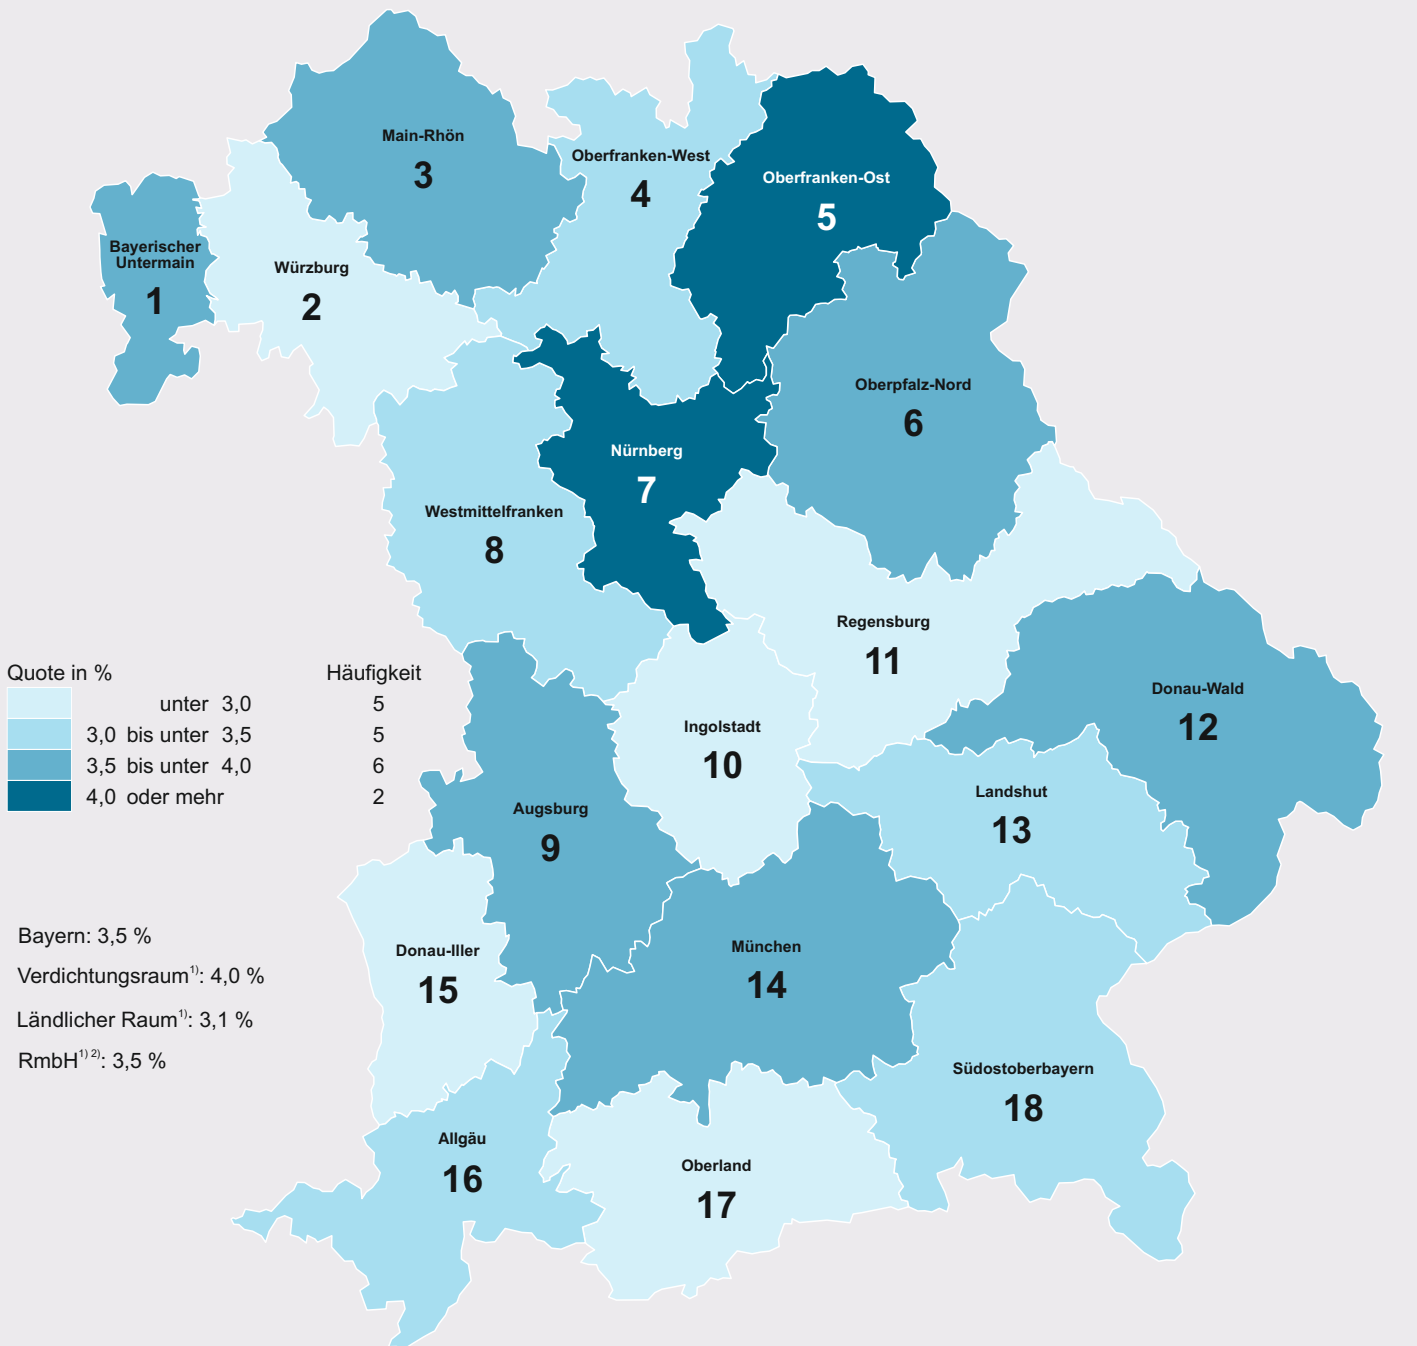 Main-Rhön
3
Oberfranken-West
4
Oberfranken-Ost
5
Bayerischer
Untermain
1
Würzburg
2
Oberpfalz-Nord
6
Nürnberg
7
Westmittelfranken
8
Regensburg
11
Donau-Wald
12
Ingolstadt
10
Landshut
13
Augsburg
9
Quote in % Häufigkeit
unter 3,0 5
3,0 bis unter 3,5 5
3,5 bis unter 4,0 6
4,0 oder mehr 2
Bayern: 3,5 %
Verdichtungsraum¹⁾: 4,0 %
Ländlicher Raum¹⁾: 3,1 %
RmbH¹⁾ ²⁾: 3,5 %
Donau-Iller
15
München
14
Südostoberbayern
18
Allgäu
16
Oberland
17